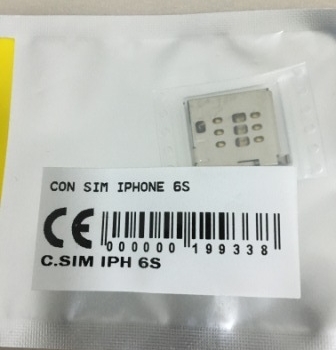 CON SIM IPHONE 6S
CE
000000 199338
C.SIM IPH 6S